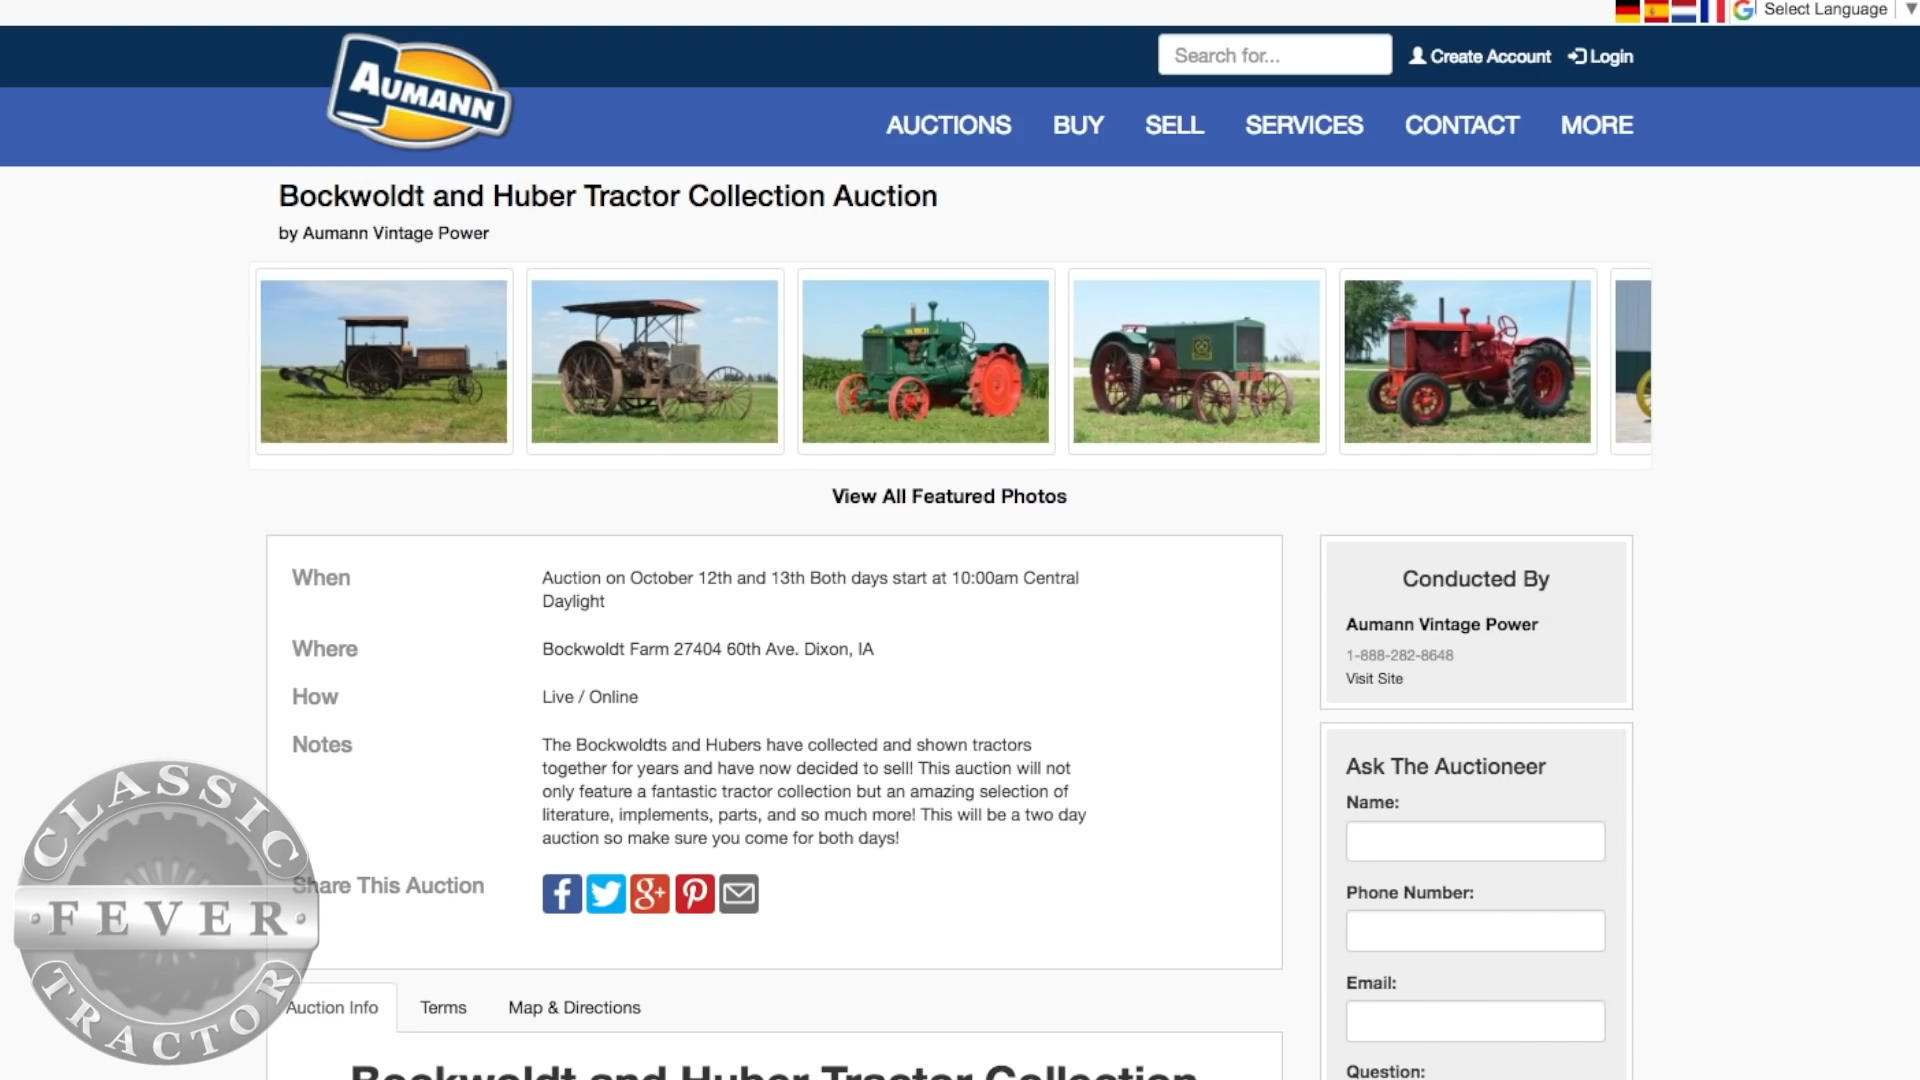 Select Language
AUMANN
Search for...
Create Account
Login
AUCTIONS
BUY
SELL
SERVICES
CONTACT
MORE
Bockwoldt and Huber Tractor Collection Auction
by Aumann Vintage Power
View All Featured Photos
When
Auction on October 12th and 13th Both days start at 10:00am Central
Daylight
Where
Bockwoldt Farm 27404 60th Ave. Dixon, IA
How
Live / Online
Notes
The Bockwoldts and Hubers have collected and shown tractors
together for years and have now decided to sell! This auction will not
only feature a fantastic tractor collection but an amazing selection of
literature, implements, parts, and so much more! This will be a two day
auction so make sure you come for both days!
Share This Auction
Conducted By
Aumann Vintage Power
1-888-282-8648
Visit Site
Ask The Auctioneer
Name:
Phone Number:
Email:
Question:
Auction Info
Terms
Map & Directions
Bockwoldt and Huber Tractor Collection
CLASSIC
FEVER
TRACTOR